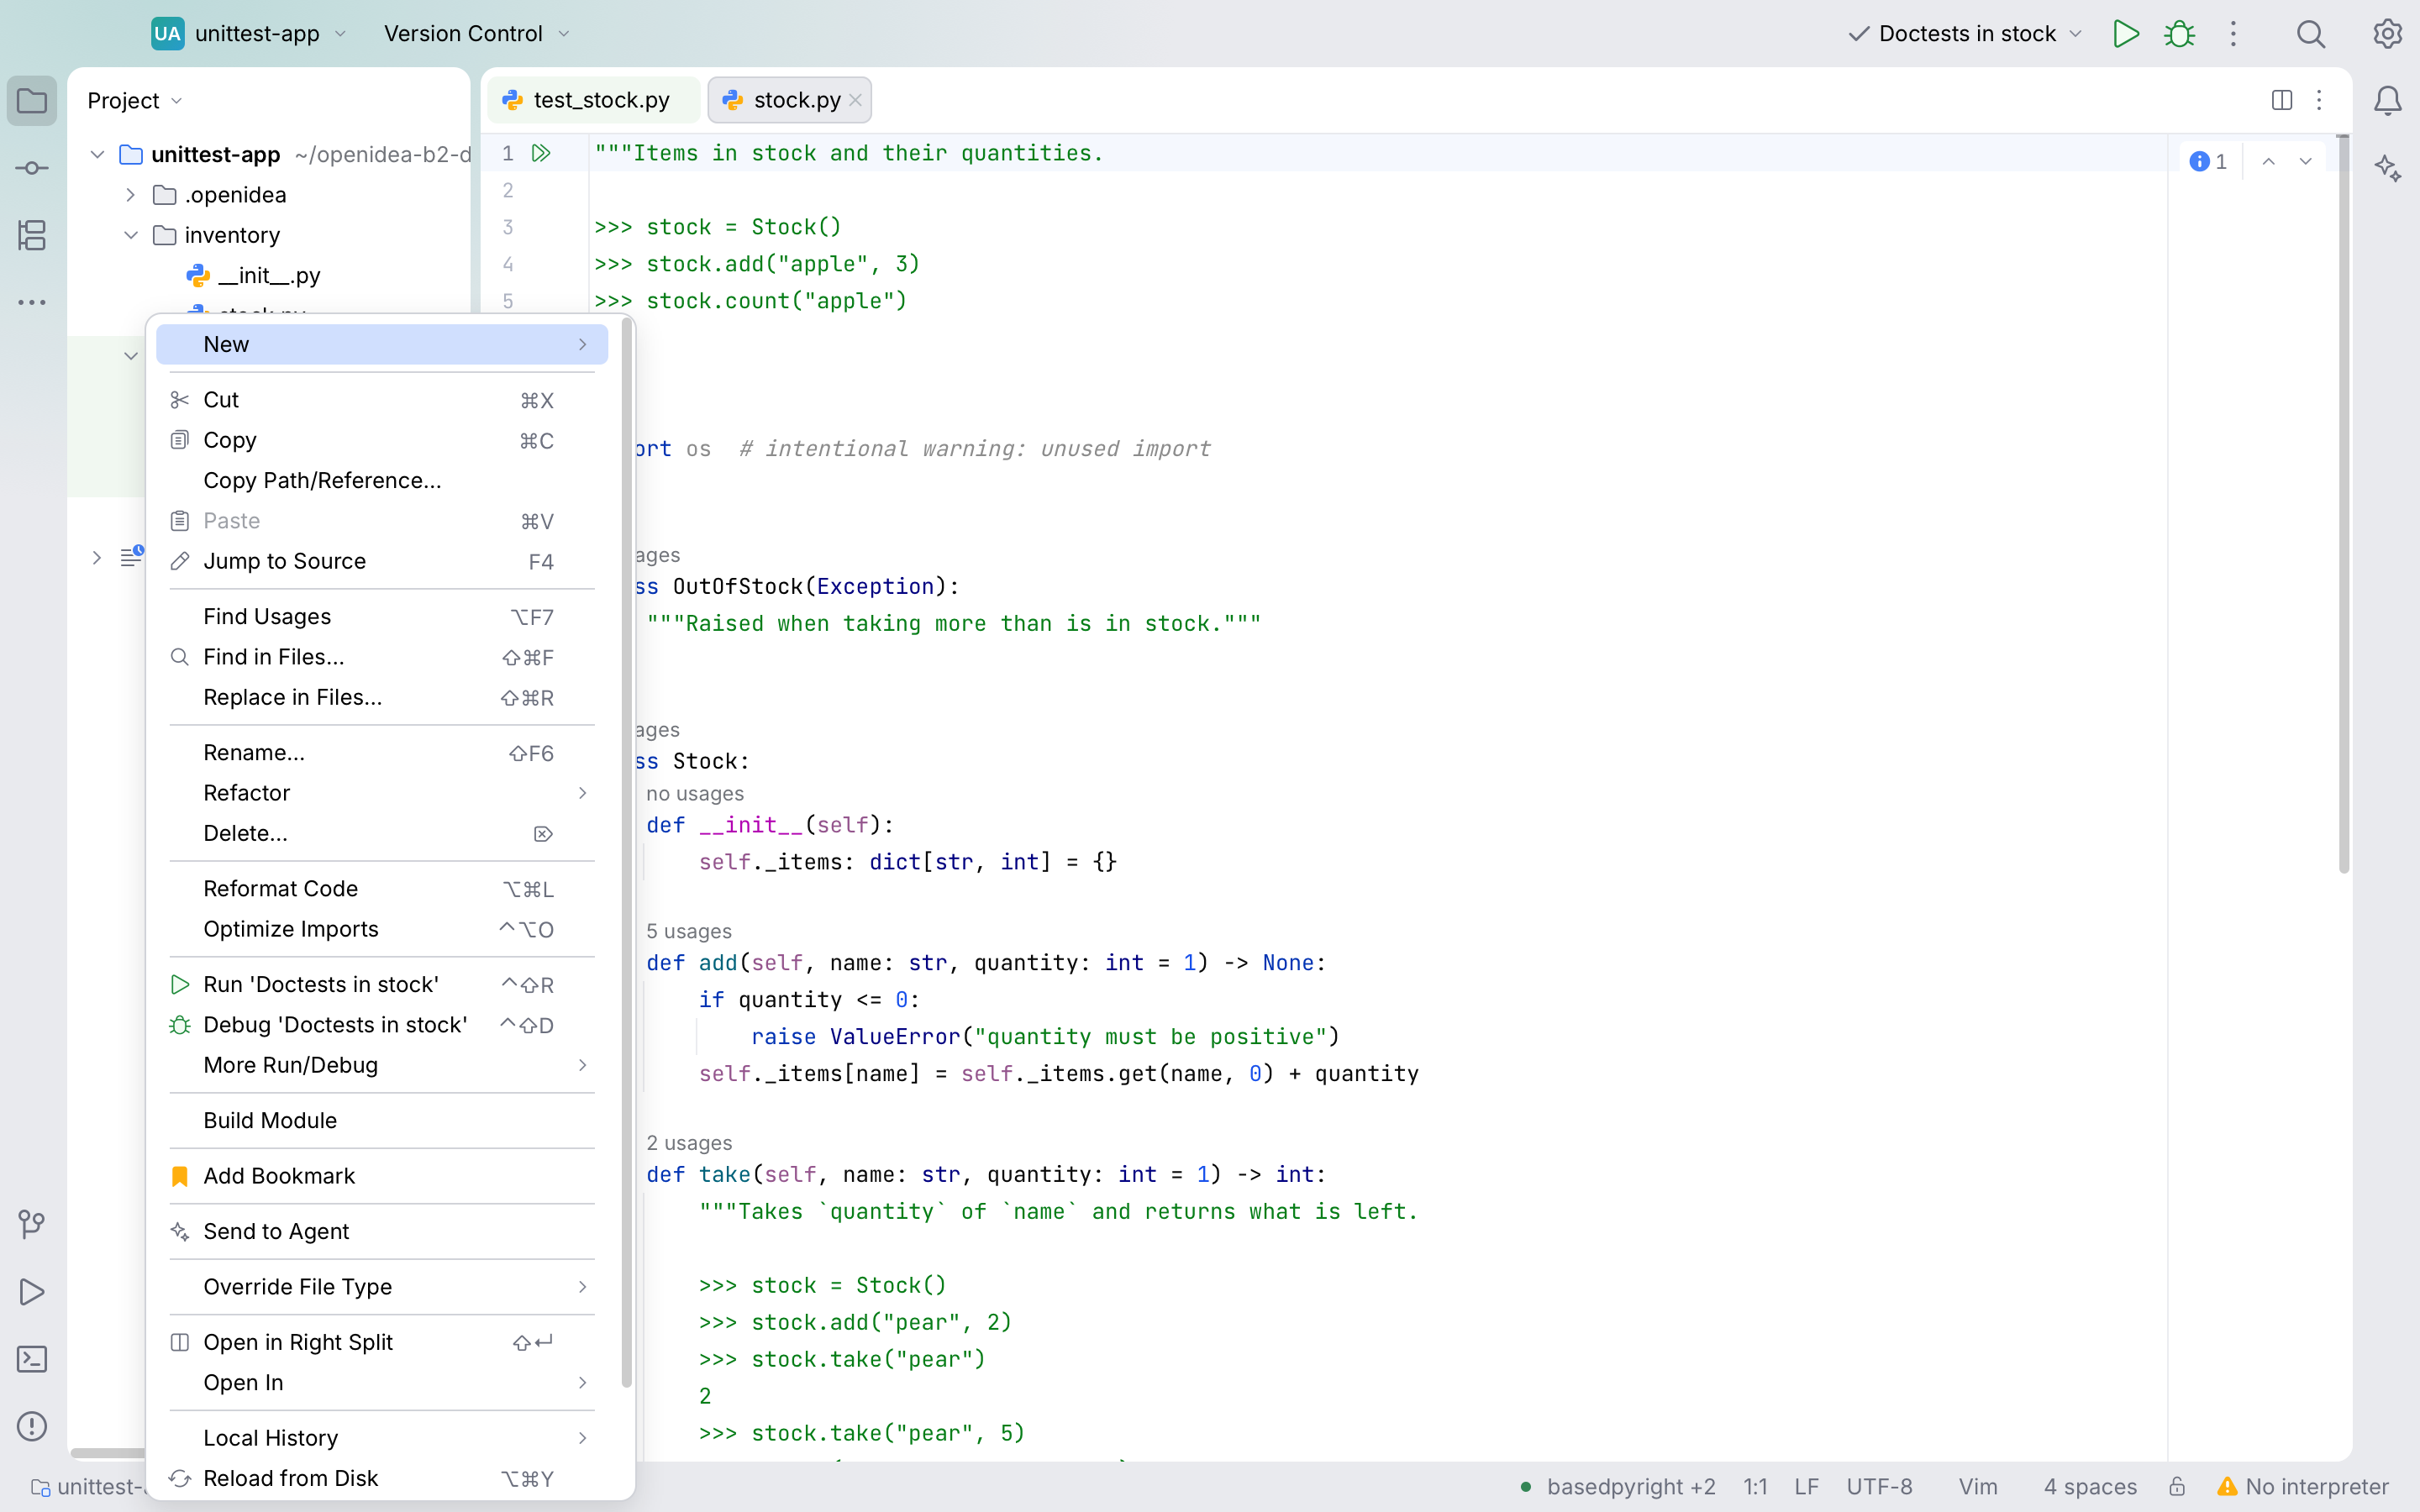 UA unittest-app Version Control Doctests in stock
Project
test_stock.py stock.py
unittest-app ~/openidea-b2-d
.openidea
inventory
__init__.py
New
Cut ⌘X
Copy ⌘C
Copy Path/Reference...
Paste ⌘V
Jump to Source F4
Find Usages ⌥F7
Find in Files... ⇧⌘F
Replace in Files... ⇧⌘R
Rename... ⇧F6
Refactor
Delete...
Reformat Code ⌥⌘L
Optimize Imports ^⌥O
Run 'Doctests in stock' ^⇧R
Debug 'Doctests in stock' ^⇧D
More Run/Debug
Build Module
Add Bookmark
Send to Agent
Override File Type
Open in Right Split ⇧↵
Open In
Local History
Reload from Disk ⌥⌘Y
1 """Items in stock and their quantities.
2
3 >>> stock = Stock()
4 >>> stock.add("apple", 3)
5 >>> stock.count("apple")
ort os # intentional warning: unused import
ages
ss OutOfStock(Exception):
"""Raised when taking more than is in stock."""
ages
ss Stock:
no usages
def __init__(self):
self._items: dict[str, int] = {}
5 usages
def add(self, name: str, quantity: int = 1) -> None:
if quantity <= 0:
raise ValueError("quantity must be positive")
self._items[name] = self._items.get(name, 0) + quantity
2 usages
def take(self, name: str, quantity: int = 1) -> int:
"""Takes `quantity` of `name` and returns what is left.
>>> stock = Stock()
>>> stock.add("pear", 2)
>>> stock.take("pear")
2
>>> stock.take("pear", 5)
1
unittest- basedpyright +2 1:1 LF UTF-8 Vim 4 spaces No interpreter